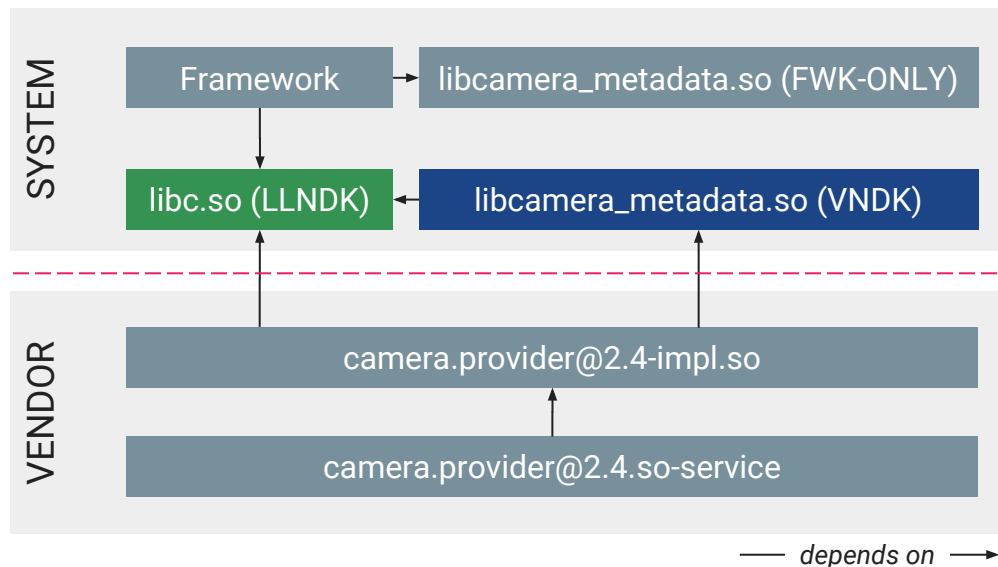 SYSTEM
Framework
libcamera_metadata.so (FWK-ONLY)
libc.so (LLNDK)
libcamera_metadata.so (VNDK)
VENDOR
camera.provider@2.4-impl.so
camera.provider@2.4.so-service
depends on